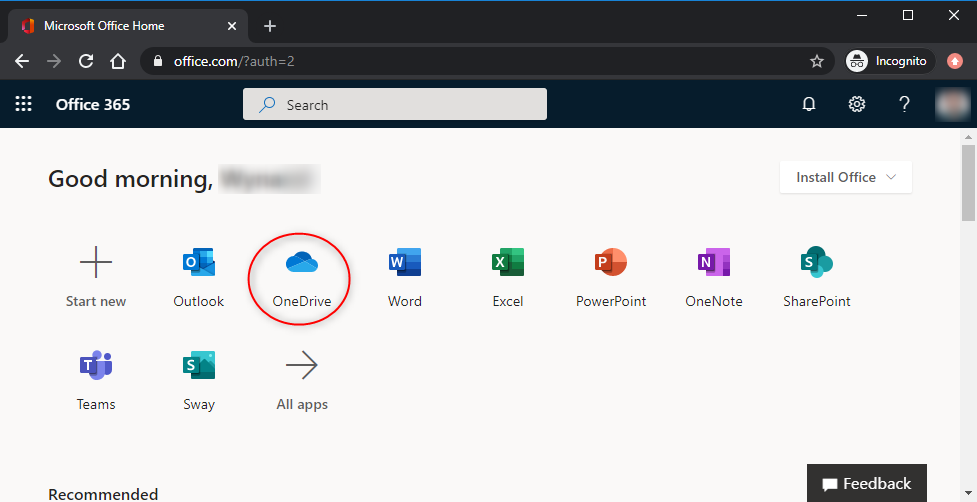 Microsoft Office Home
office.com/?auth=2
Incognito
Office 365
Search
?
Good morning,
Install Office
Start new
Outlook
OneDrive
Word
Excel
PowerPoint
OneNote
SharePoint
Teams
Sway
All apps
Recommended
Feedback